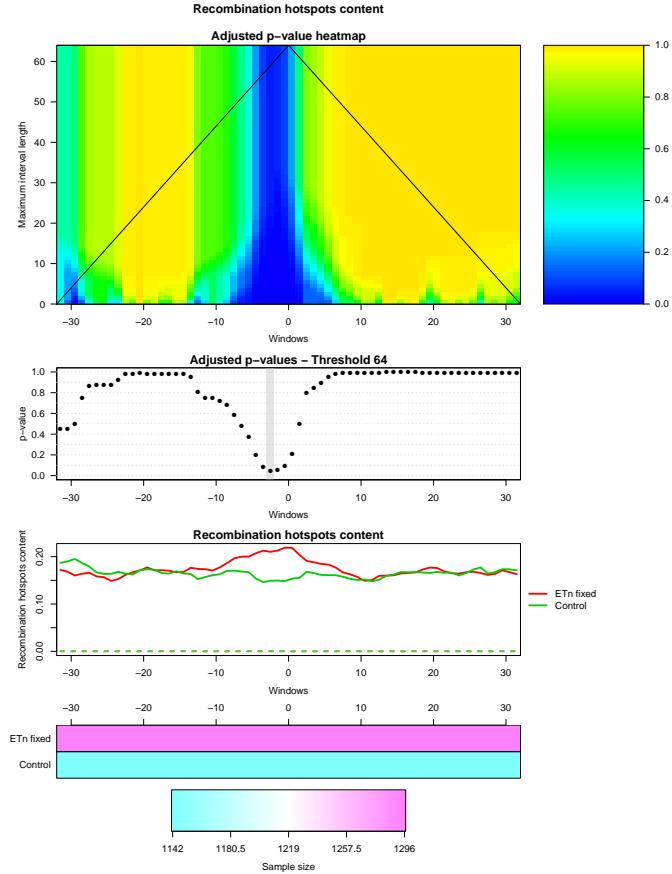 Recombination hotspots content
Adjusted p−value heatmap
Maximum interval length
0 10 20 30 40 50 60
−30 −20 −10 0 10 20 30
Windows
0.0 0.2 0.4 0.6 0.8 1.0
Adjusted p−values − Threshold 64
p−value
0.0 0.2 0.4 0.6 0.8 1.0
−30 −20 −10 0 10 20 30
Windows
Recombination hotspots content
Recombination hotspots content
0.00 0.10 0.20
−30 −20 −10 0 10 20 30
Windows
ETn fixed
Control
−30 −20 −10 0 10 20 30
ETn fixed
Control
1142 1180.5 1219 1257.5 1296
Sample size